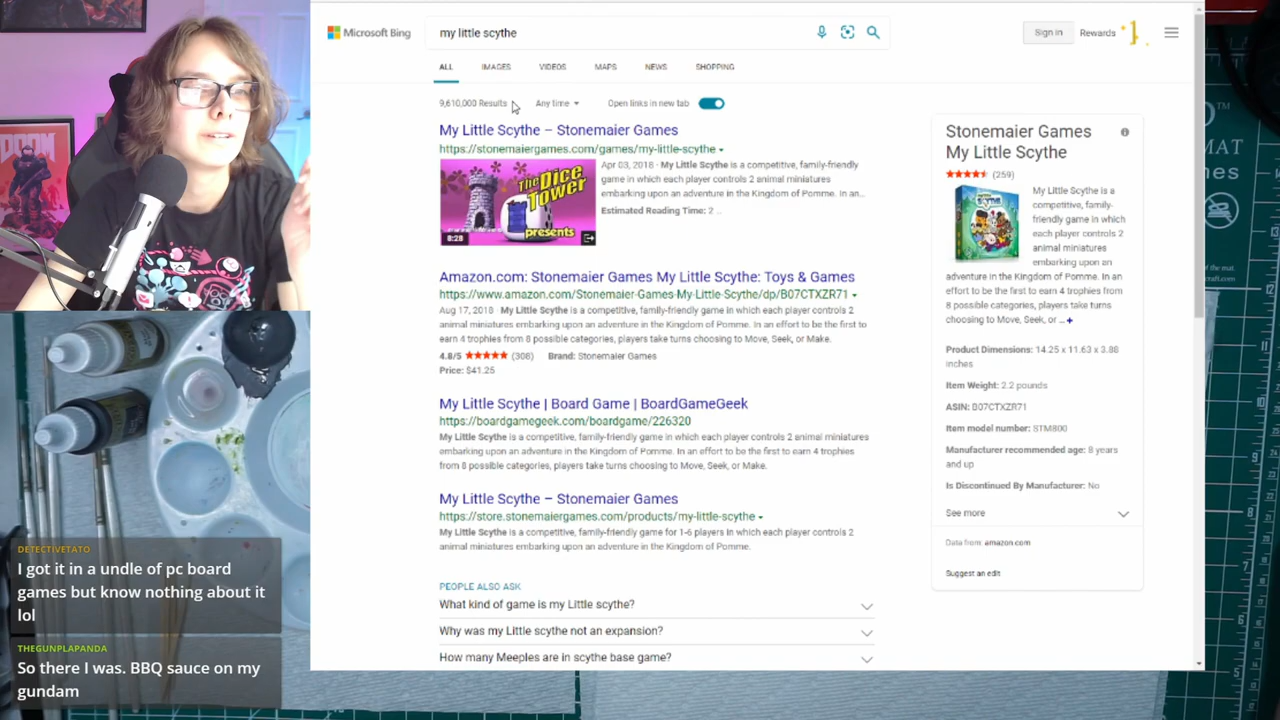 Microsoft Bing
my little scythe
Sign in
Rewards
ALL
IMAGES
VIDEOS
MAPS
NEWS
SHOPPING
9,610,000 Results
Any time
Open links in new tab
My Little Scythe – Stonemaier Games
https://stonemaiergames.com/games/my-little-scythe
The Dice
Tower
presents
8:28
Apr 03, 2018 · My Little Scythe is a competitive, family-friendly
game in which each player controls 2 animal miniatures
embarking upon an adventure in the Kingdom of Pomme. In an...
Estimated Reading Time: 2 ..
Amazon.com: Stonemaier Games My Little Scythe: Toys & Games
https://www.amazon.com/Stonemaier-Games-My-Little-Scythe/dp/B07CTXZR71
Aug 17, 2018 · My Little Scythe is a competitive, family-friendly game in which each player controls 2
animal miniatures embarking upon an adventure in the Kingdom of Pomme. In an effort to be the first to
earn 4 trophies from 8 possible categories, players take turns choosing to Move, Seek, or Make.
4.8/5 ★★★★★ (308) Brand: Stonemaier Games
Price: $41.25
My Little Scythe | Board Game | BoardGameGeek
https://boardgamegeek.com/boardgame/226320
My Little Scythe is a competitive, family-friendly game in which each player controls 2 animal miniatures
embarking upon an adventure in the Kingdom of Pomme. In an effort to be the first to earn 4 trophies
from 8 possible categories, players take turns choosing to Move, Seek, or Make.
My Little Scythe – Stonemaier Games
https://store.stonemaiergames.com/products/my-little-scythe
My Little Scythe is a competitive, family-friendly game for 1-6 players in which each player controls 2
animal miniatures embarking upon an adventure in the Kingdom of Pomme.
PEOPLE ALSO ASK
What kind of game is my Little scythe?
Why was my Little scythe not an expansion?
How many Meeples are in scythe base game?
Stonemaier Games
My Little Scythe
(259)
SCYTHE
My Little Scythe is a
competitive, family-
friendly game in which
each player controls 2
animal miniatures
embarking upon an
adventure in the Kingdom of Pomme. In an
effort to be the first to earn 4 trophies from
8 possible categories, players take turns
choosing to Move, Seek, or ... +
Product Dimensions: 14.25 x 11.63 x 3.88
inches
Item Weight: 2.2 pounds
ASIN: B07CTXZR71
Item model number: STM800
Manufacturer recommended age: 8 years
and up
Is Discontinued By Manufacturer: No
See more
Data from: amazon.com
Suggest an edit
DOOM
DETECTIVETATO
I got it in a undle of pc board
games but know nothing about it
lol
THEGUNPLAPANDA
So there I was. BBQ sauce on my
gundam